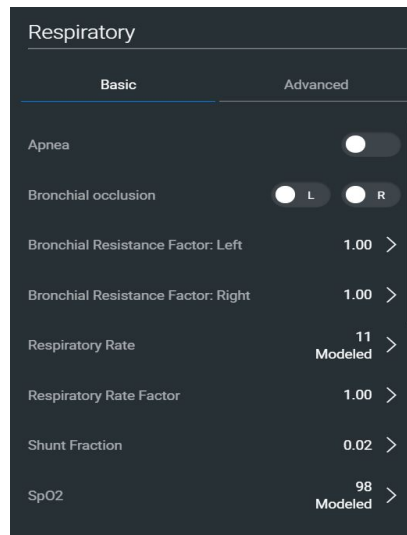 Respiratory
Basic Advanced
Apnea
Bronchial occlusion L R
Bronchial Resistance Factor: Left 1.00
Bronchial Resistance Factor: Right 1.00
Respiratory Rate 11
Modeled
Respiratory Rate Factor 1.00
Shunt Fraction 0.02
SpO2 98
Modeled